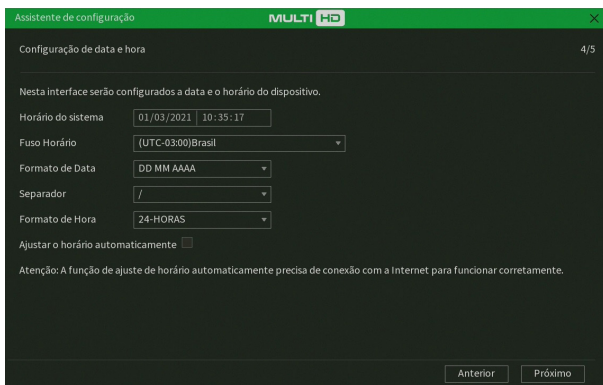 Assistente de configuração MULTI HD
Configuração de data e hora 4/5
Nesta interface serão configurados a data e o horário do dispositivo.
Horário do sistema 01/03/2021 10:35:17
Fuso Horário (UTC-03:00)Brasil
Formato de Data DD MM AAAA
Separador /
Formato de Hora 24-HORAS
Ajustar o horário automaticamente
Atenção: A função de ajuste de horário automaticamente precisa de conexão com a Internet para funcionar corretamente.
Anterior Próximo